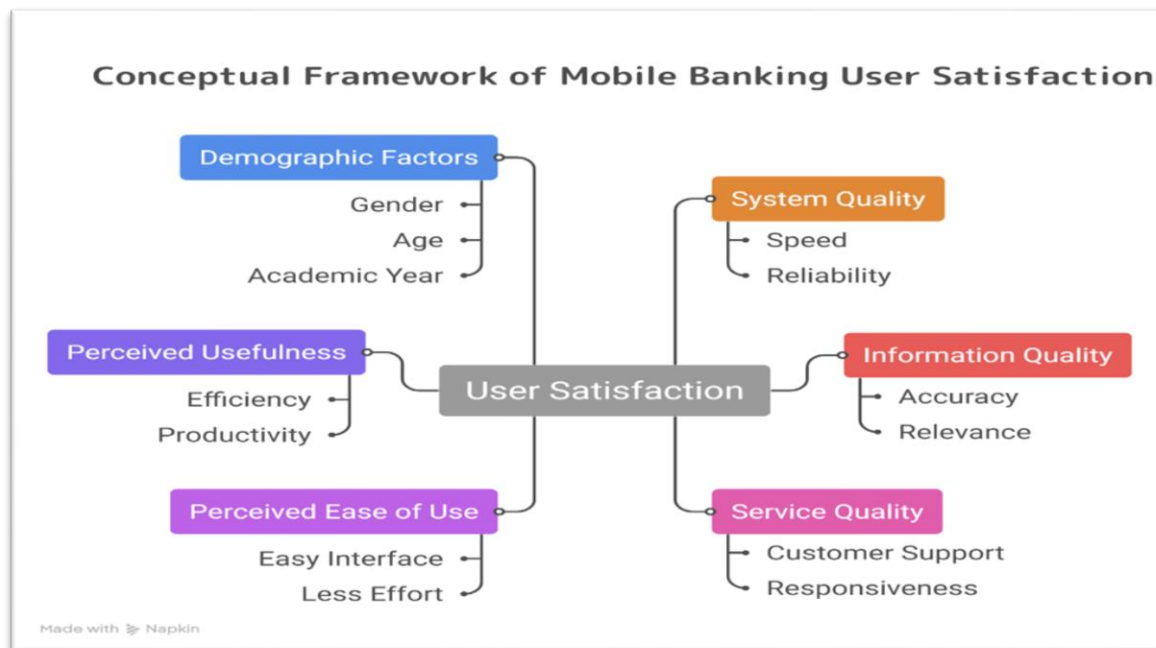 Conceptual Framework of Mobile Banking User Satisfaction
Demographic Factors
Gender
Age
Academic Year
Perceived Usefulness
Efficiency
Productivity
Perceived Ease of Use
Easy Interface
Less Effort
User Satisfaction
System Quality
Speed
Reliability
Information Quality
Accuracy
Relevance
Service Quality
Customer Support
Responsiveness
Made with Napkin